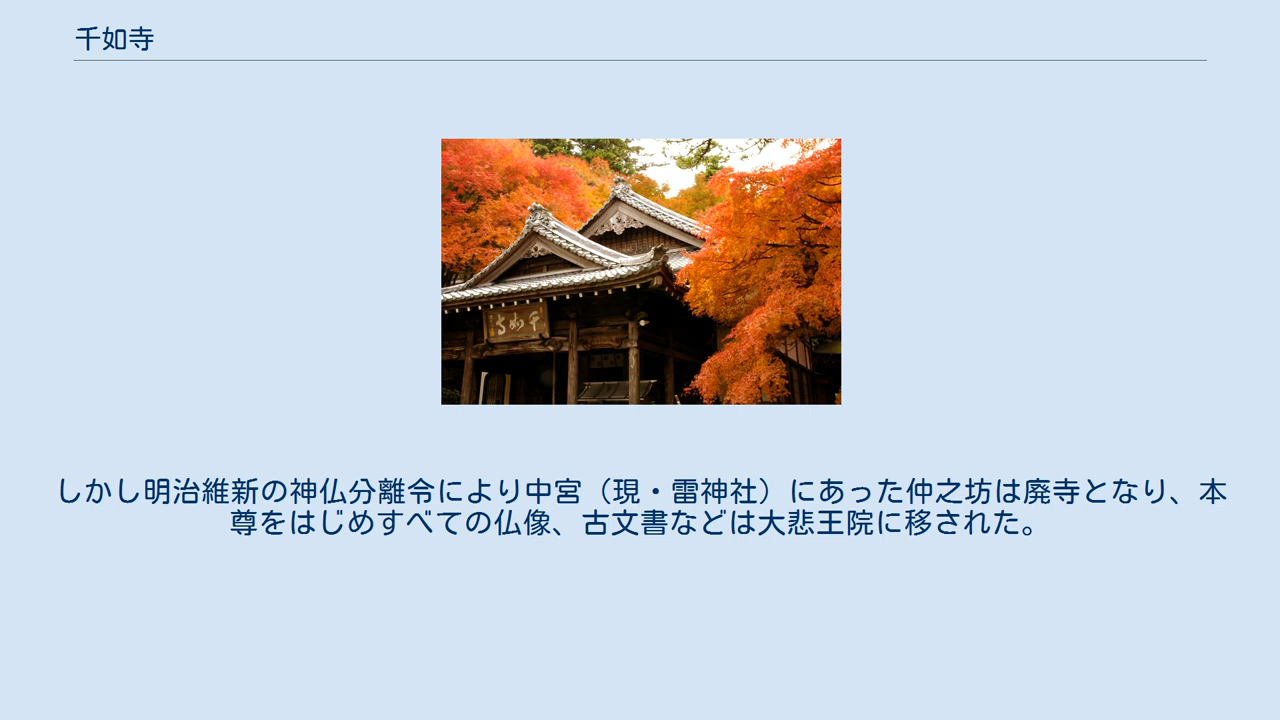 千如寺
千如寺
しかし明治維新の神仏分離令により中宮（現・雷神社）にあった仲之坊は廃寺となり、本
尊をはじめすべての仏像、古文書などは大悲王院に移された。